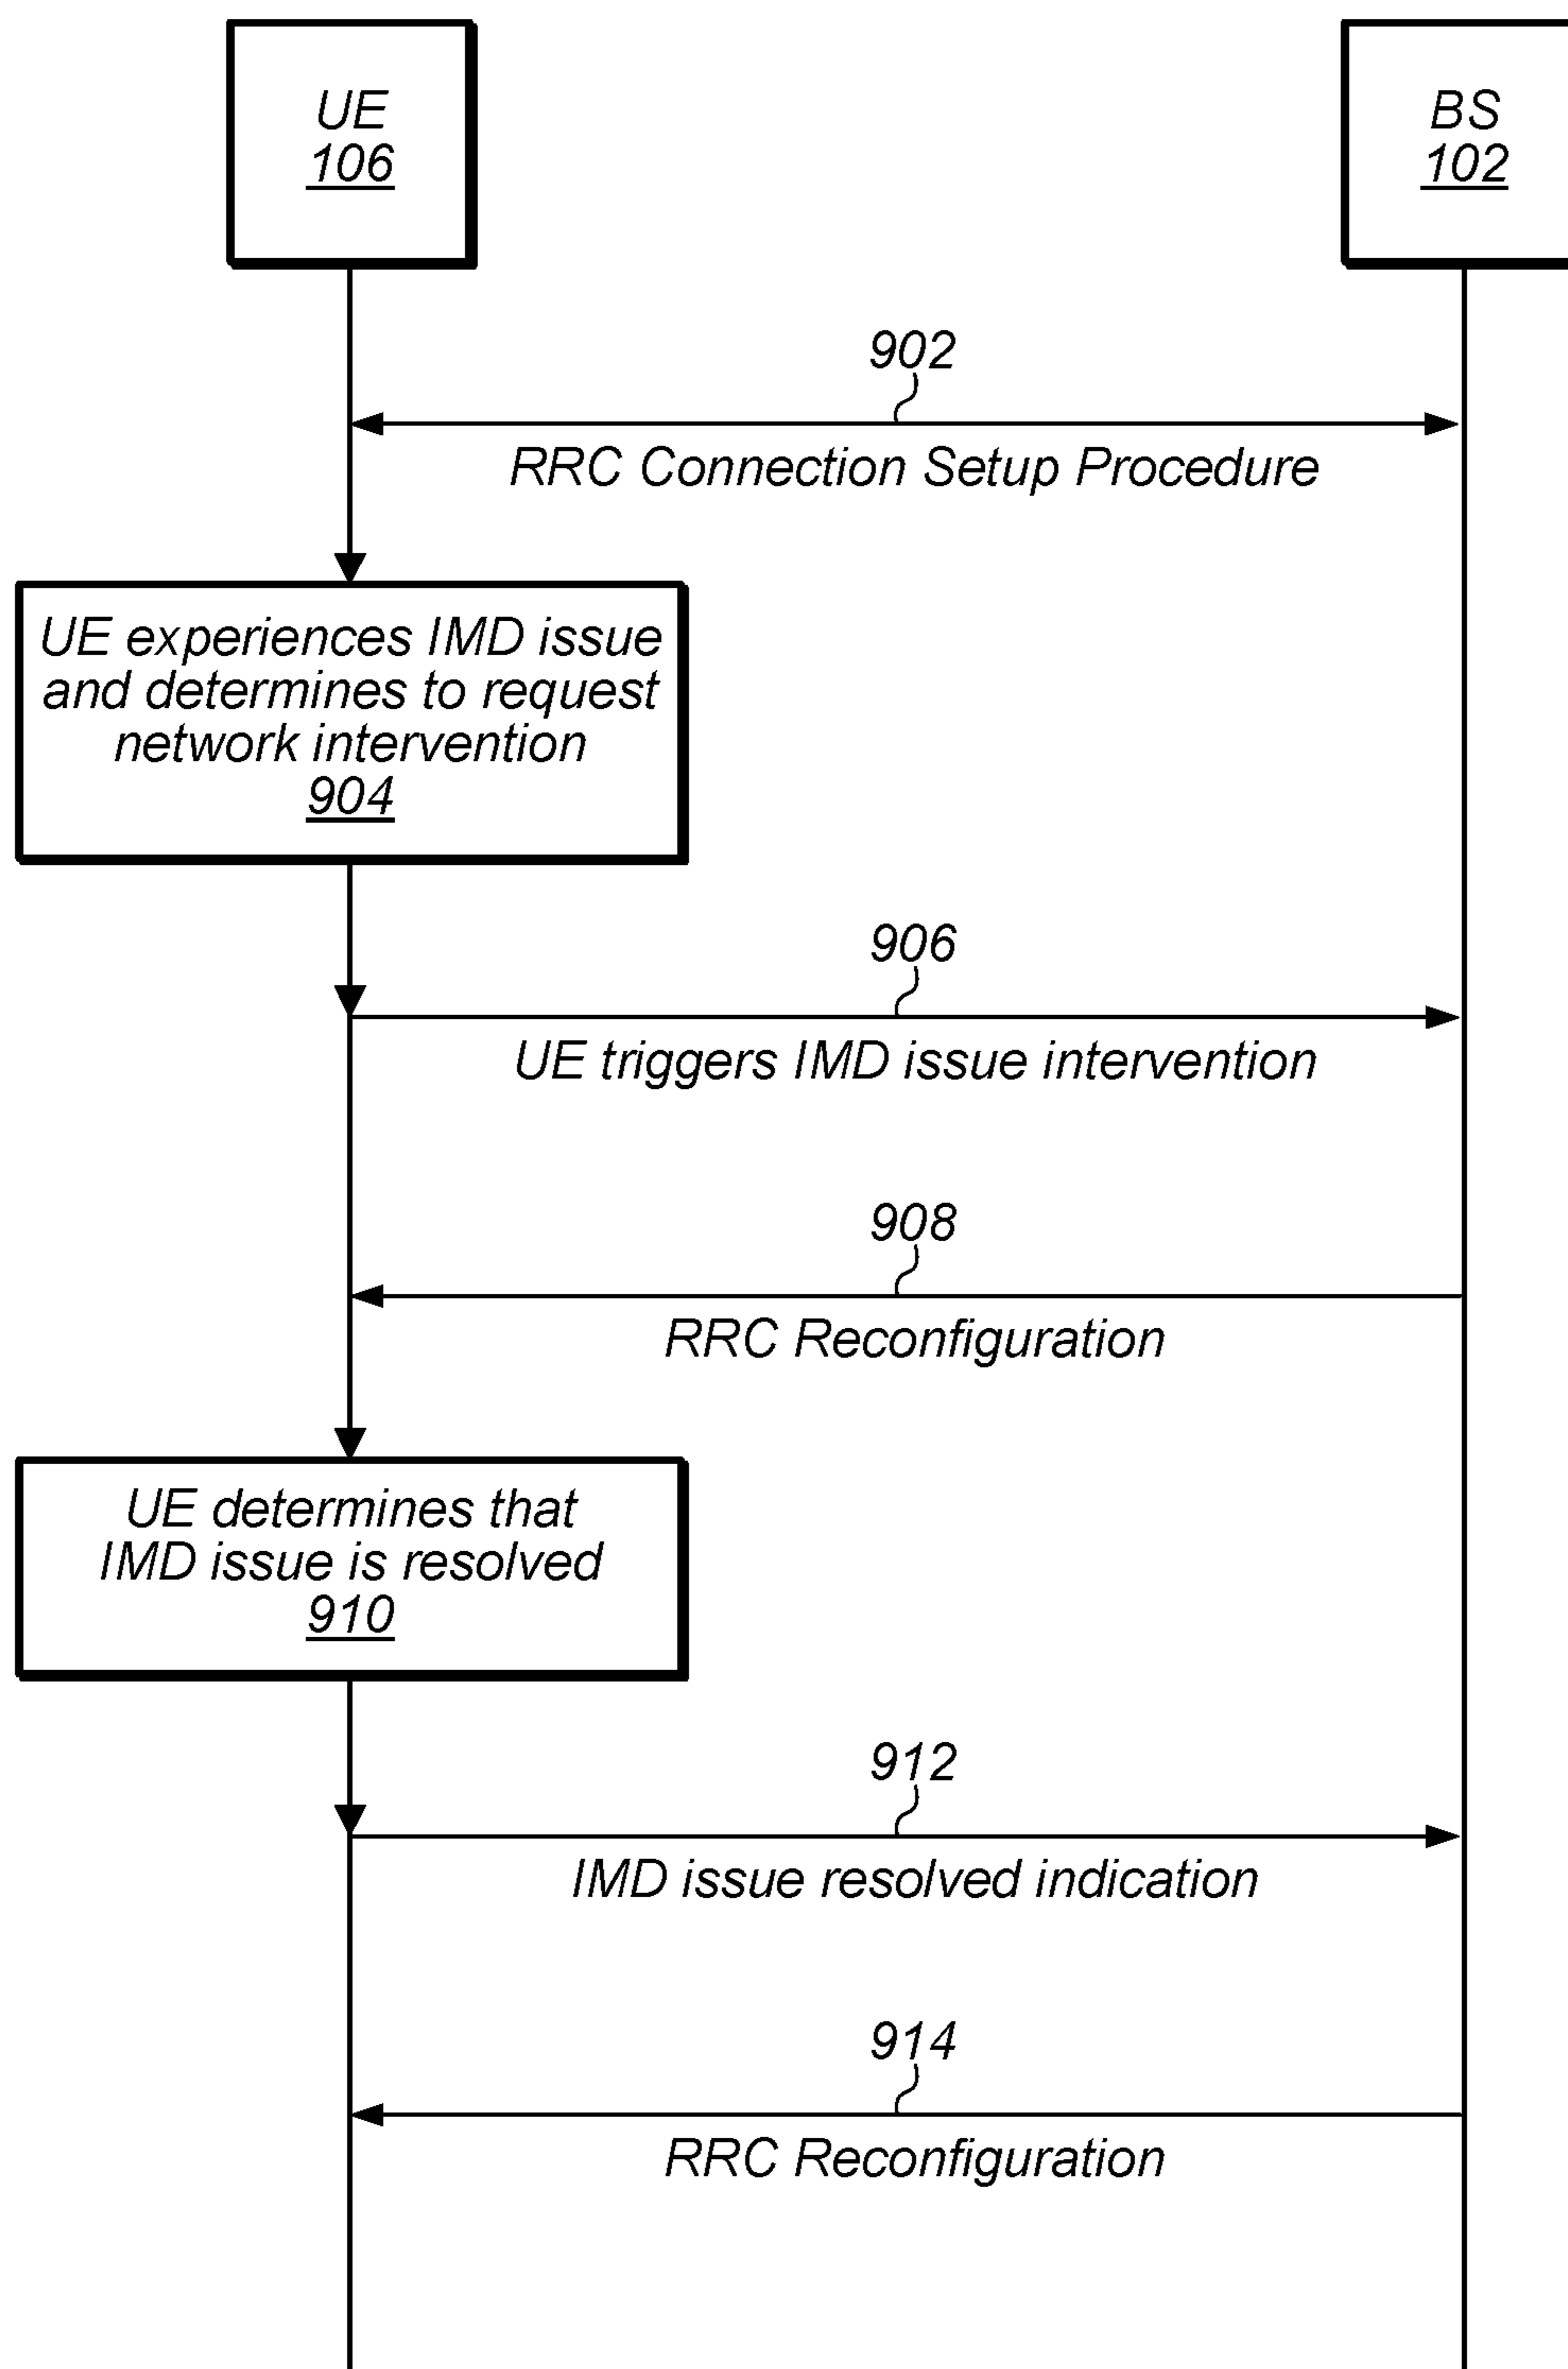 UE
106
BS
102
902
RRC Connection Setup Procedure
UE experiences IMD issue
and determines to request
network intervention
904
906
UE triggers IMD issue intervention
908
RRC Reconfiguration
UE determines that
IMD issue is resolved
910
912
IMD issue resolved indication
914
RRC Reconfiguration